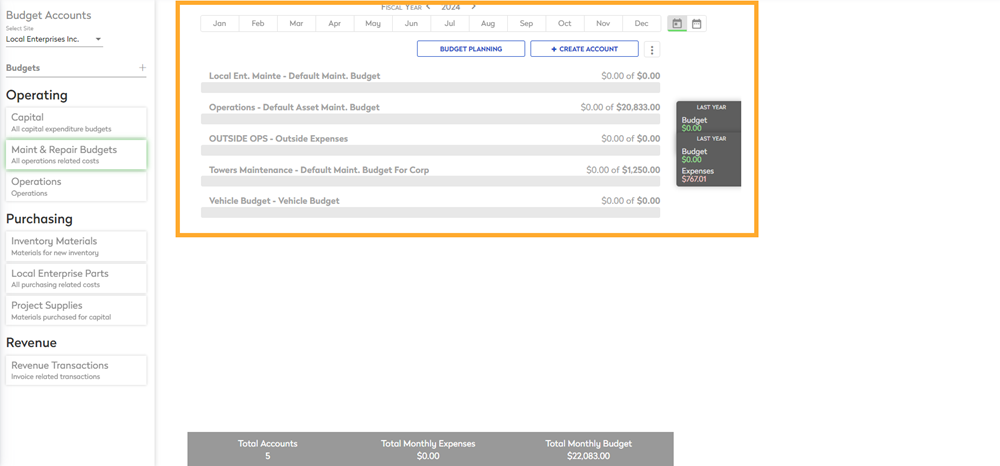 Budget Accounts
Select Site
Local Enterprises Inc.
Budgets
Operating
Capital
All capital expenditure budgets
Maint & Repair Budgets
All operations related costs
Operations
Operations
Purchasing
Inventory Materials
Materials for new inventory
Local Enterprise Parts
All purchasing related costs
Project Supplies
Materials purchased for capital
Revenue
Revenue Transactions
Invoice related transactions
Fiscal Year 2024
Jan Feb Mar Apr May Jun Jul Aug Sep Oct Nov Dec
BUDGET PLANNING + CREATE ACCOUNT
Local Ent. Mainte - Default Maint. Budget $0.00 of $0.00
Operations - Default Asset Maint. Budget $0.00 of $20,833.00
OUTSIDE OPS - Outside Expenses $0.00 of $0.00
Towers Maintenance - Default Maint. Budget For Corp $0.00 of $1,250.00
Vehicle Budget - Vehicle Budget $0.00 of $0.00
LAST YEAR
Budget
$0.00
LAST YEAR
Budget
$0.00
Expenses
$767.01
Total Accounts Total Monthly Expenses Total Monthly Budget
5 $0.00 $22,083.00